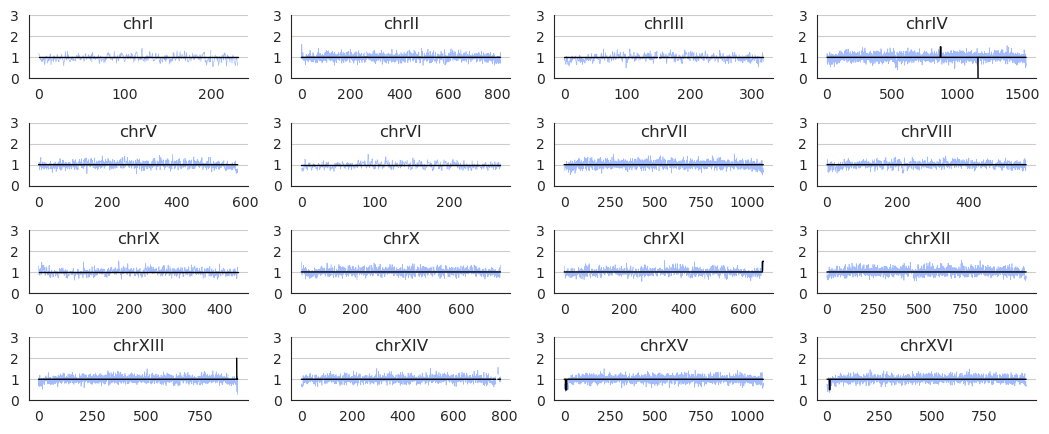 3 chrI 3 chrII 3 chrIII 3 chrIV
2 2 2 2
1 1 1 1
0 0 0 0
0 100 200 0 200 400 600 800 0 100 200 300 0 500 1000 1500
3 chrV 3 chrVI 3 chrVII 3 chrVIII
2 2 2 2
1 1 1 1
0 0 0 0
0 200 400 600 0 100 200 0 250 500 750 1000 0 200 400
3 chrIX 3 chrX 3 chrXI 3 chrXII
2 2 2 2
1 1 1 1
0 0 0 0
0 100 200 300 400 0 200 400 600 0 200 400 600 0 250 500 750 1000
3 chrXIII 3 chrXIV 3 chrXV 3 chrXVI
2 2 2 2
1 1 1 1
0 0 0 0
0 250 500 750 0 200 400 600 800 0 250 500 750 1000 0 250 500 750